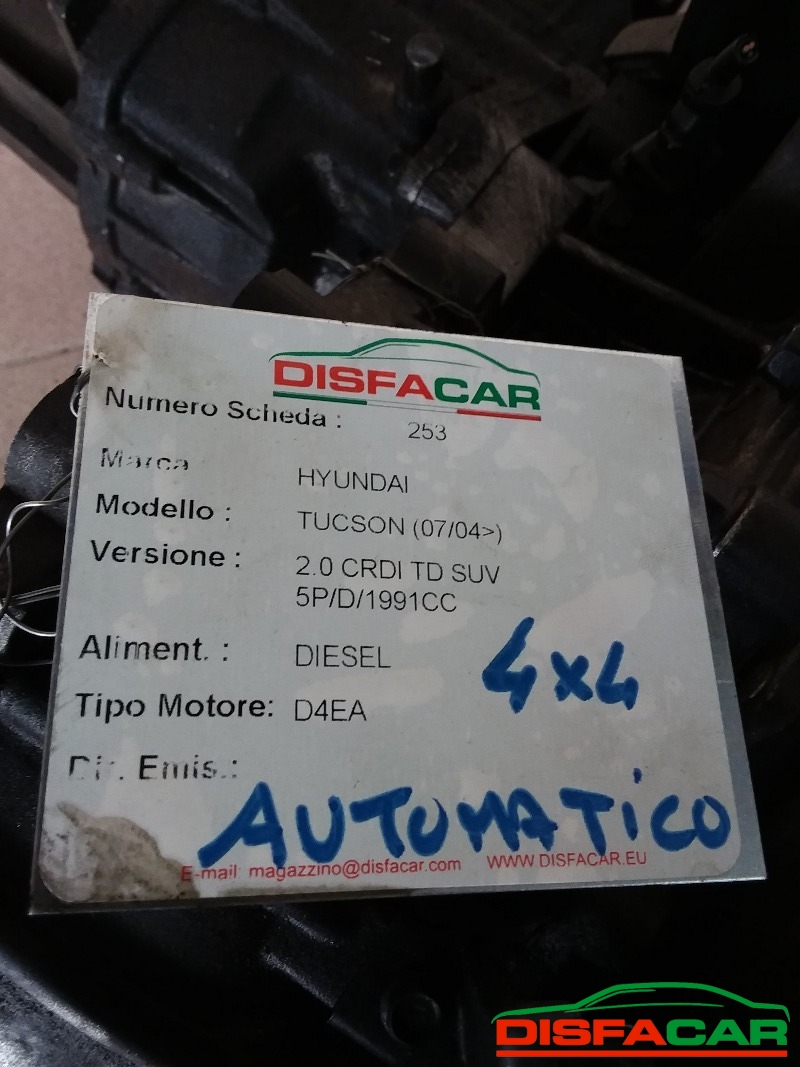 DISFACAR
Numero Scheda : 253
Marca HYUNDAI
Modello : TUCSON (07/04>)
Versione : 2.0 CRDI TD SUV
5P/D/1991CC
Aliment. : DIESEL
4x4
Tipo Motore: D4EA
Dir. Emis.:
AUTOMATICO
E-mail magazzino@disfacar.com WWW.DISFACAR.EU
DISFACAR